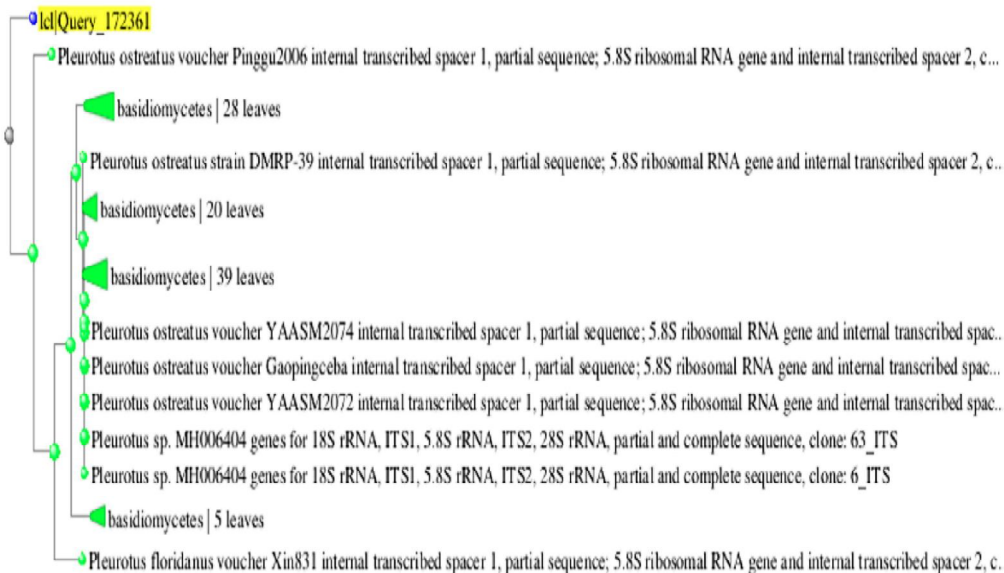 lcl|Query_172361
Pleurotus ostreatus voucher Pinggu2006 internal transcribed spacer 1, partial sequence; 5.8S ribosomal RNA gene and internal transcribed spacer 2, c...
basidiomycetes | 28 leaves
Pleurotus ostreatus strain DMRP-39 internal transcribed spacer 1, partial sequence; 5.8S ribosomal RNA gene and internal transcribed spacer 2, c..
basidiomycetes | 20 leaves
basidiomycetes | 39 leaves
Pleurotus ostreatus voucher YAASM2074 internal transcribed spacer 1, partial sequence; 5.8S ribosomal RNA gene and internal transcribed spac..
Pleurotus ostreatus voucher Gaopingceba internal transcribed spacer 1, partial sequence; 5.8S ribosomal RNA gene and internal transcribed spac...
Pleurotus ostreatus voucher YAASM2072 internal transcribed spacer 1, partial sequence; 5.8S ribosomal RNA gene and internal transcribed spac..
Pleurotus sp. MH006404 genes for 18S rRNA, ITS1, 5.8S rRNA, ITS2, 28S rRNA, partial and complete sequence, clone: 63_ITS
Pleurotus sp. MH006404 genes for 18S rRNA, ITS1, 5.8S rRNA, ITS2, 28S rRNA, partial and complete sequence, clone: 6_ITS
basidiomycetes | 5 leaves
Pleurotus floridanus voucher Xin831 internal transcribed spacer 1, partial sequence; 5.8S ribosomal RNA gene and internal transcribed spacer 2, c.